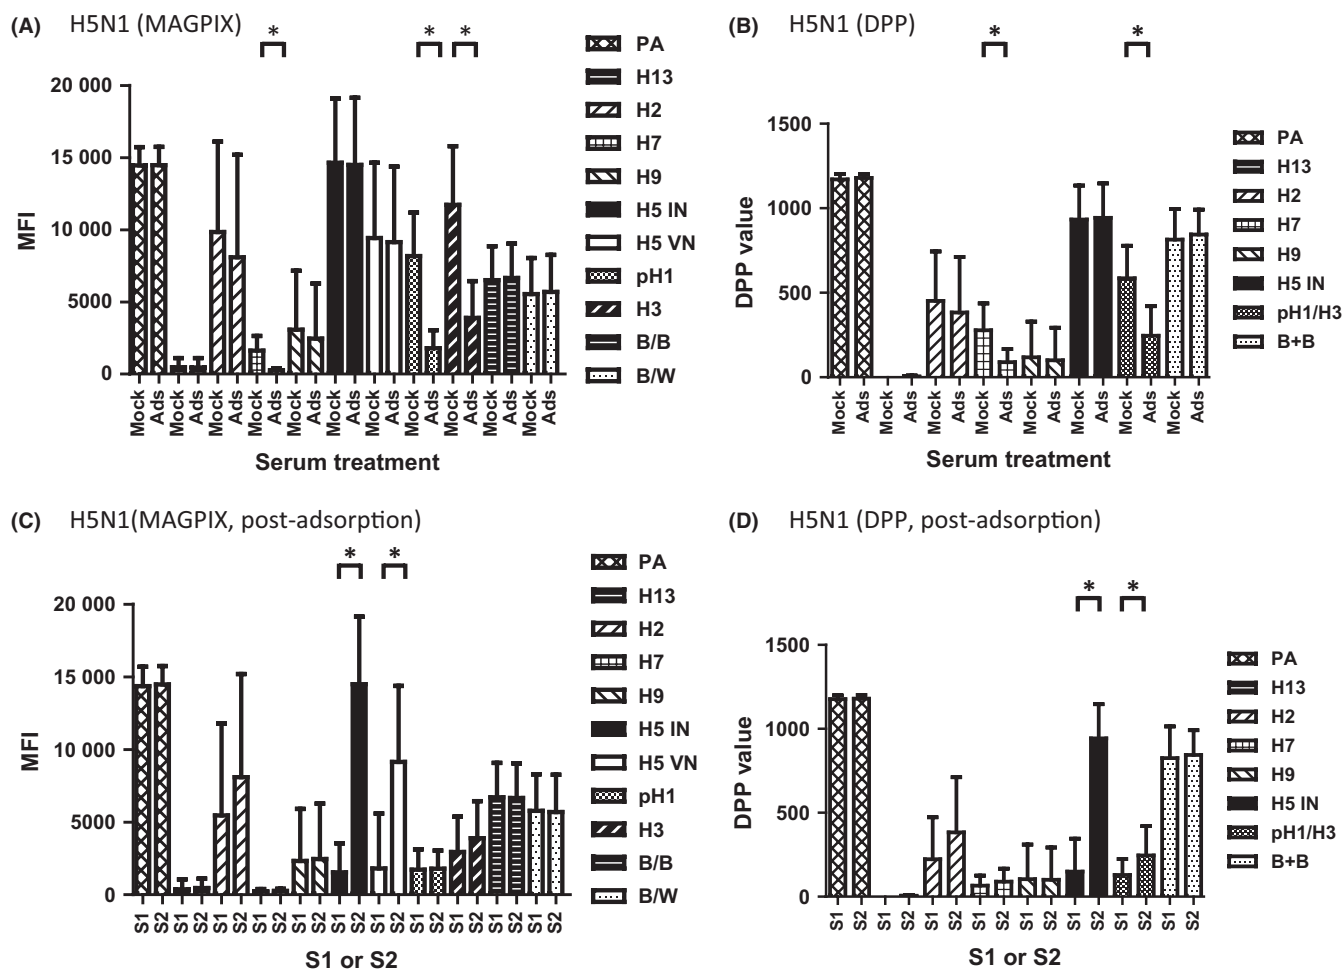 (A) H5N1 (MAGPIX)
* * *
20 000
15 000
10 000
5000
0
MFI
Mock Ads Mock Ads Mock Ads Mock Ads Mock Ads Mock Ads Mock Ads Mock Ads Mock Ads Mock Ads Mock Ads
Serum treatment
PA
H13
H2
H7
H9
H5 IN
H5 VN
pH1
H3
B/B
B/W
(B) H5N1 (DPP)
* *
1500
1000
500
0
DPP value
Mock Ads Mock Ads Mock Ads Mock Ads Mock Ads Mock Ads Mock Ads Mock Ads
Serum treatment
PA
H13
H2
H7
H9
H5 IN
pH1/H3
B+B
(C) H5N1(MAGPIX, post-adsorption)
* *
20 000
15 000
10 000
5000
0
MFI
S1 S2 S1 S2 S1 S2 S1 S2 S1 S2 S1 S2 S1 S2 S1 S2 S1 S2 S1 S2 S1 S2
S1 or S2
PA
H13
H2
H7
H9
H5 IN
H5 VN
pH1
H3
B/B
B/W
(D) H5N1 (DPP, post-adsorption)
* *
1500
1000
500
0
DPP value
S1 S2 S1 S2 S1 S2 S1 S2 S1 S2 S1 S2 S1 S2 S1 S2
S1 or S2
PA
H13
H2
H7
H9
H5 IN
pH1/H3
B+B